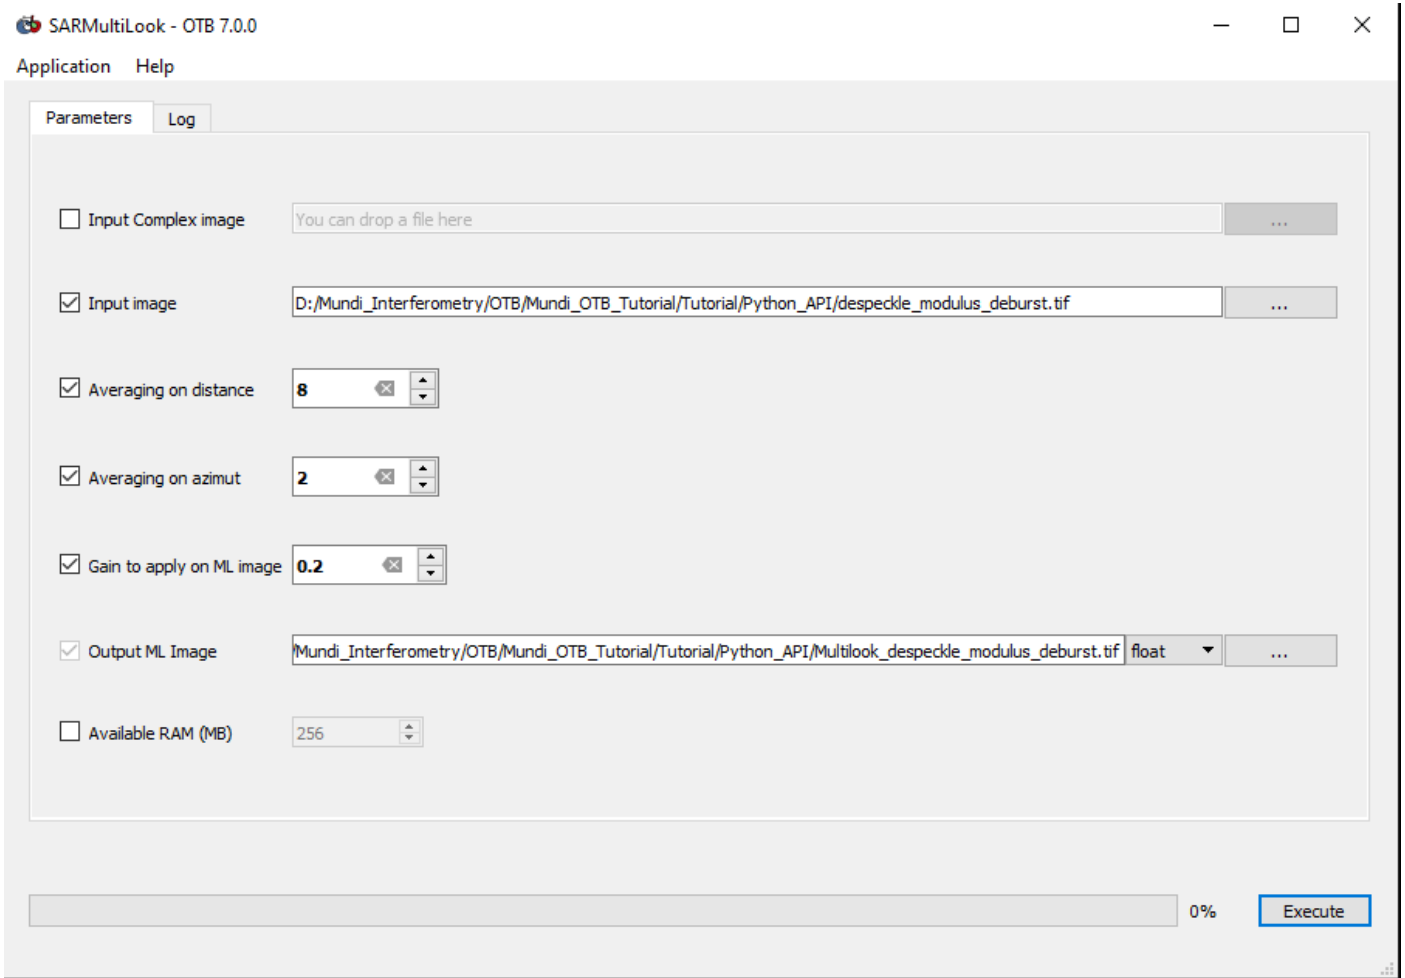 SARMultiLook - OTB 7.0.0
Application Help
Parameters Log
Input Complex image You can drop a file here ...
Input image D:/Mundi_Interferometry/OTB/Mundi_OTB_Tutorial/Tutorial/Python_API/despeckle_modulus_deburst.tif ...
Averaging on distance 8
Averaging on azimut 2
Gain to apply on ML image 0.2
Output ML Image /Mundi_Interferometry/OTB/Mundi_OTB_Tutorial/Tutorial/Python_API/Multilook_despeckle_modulus_deburst.tif float ...
Available RAM (MB) 256
0% Execute